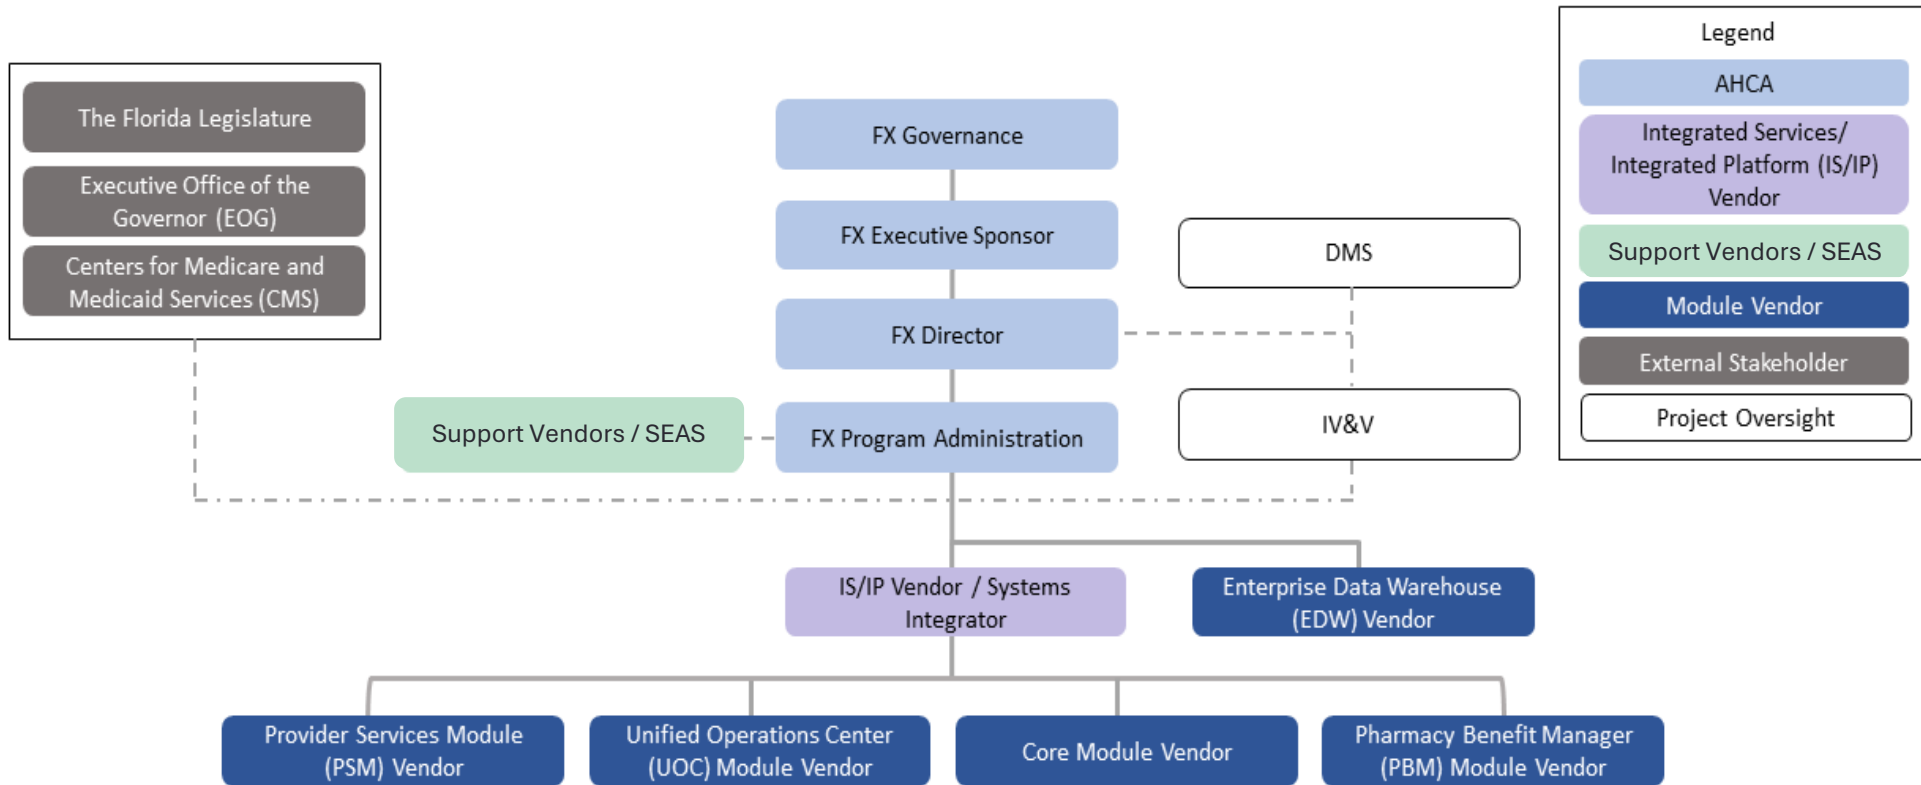 The Florida Legislature
Executive Office of the
Governor (EOG)
Centers for Medicare and
Medicaid Services (CMS)
FX Governance
FX Executive Sponsor
FX Director
FX Program Administration
Support Vendors / SEAS
DMS
IV&V
IS/IP Vendor / Systems
Integrator
Enterprise Data Warehouse
(EDW) Vendor
Provider Services Module
(PSM) Vendor
Unified Operations Center
(UOC) Module Vendor
Core Module Vendor
Pharmacy Benefit Manager
(PBM) Module Vendor
Legend
AHCA
Integrated Services/
Integrated Platform (IS/IP)
Vendor
Support Vendors / SEAS
Module Vendor
External Stakeholder
Project Oversight